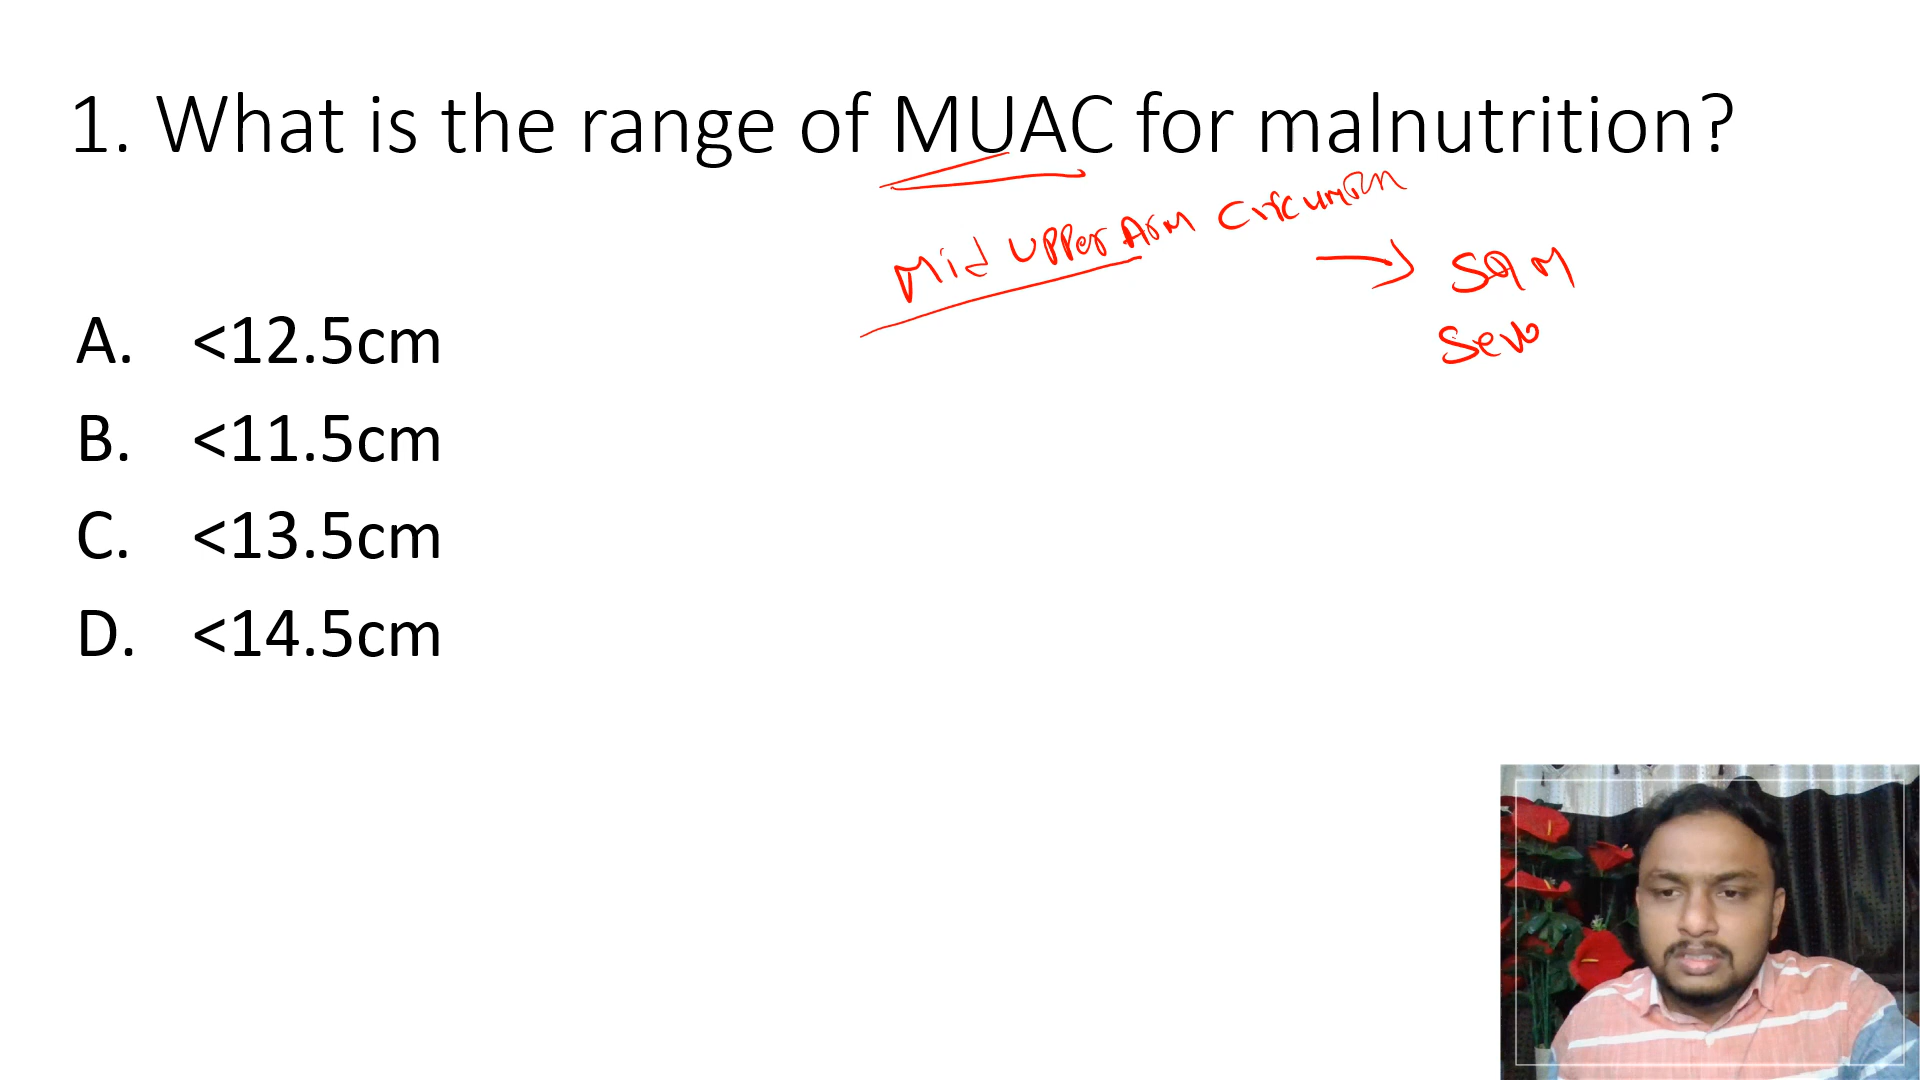 1. What is the range of MUAC for malnutrition?
Mid Upper Arm
SAM
A. <12.5cm
B. <11.5cm
C. <13.5cm
D. <14.5cm